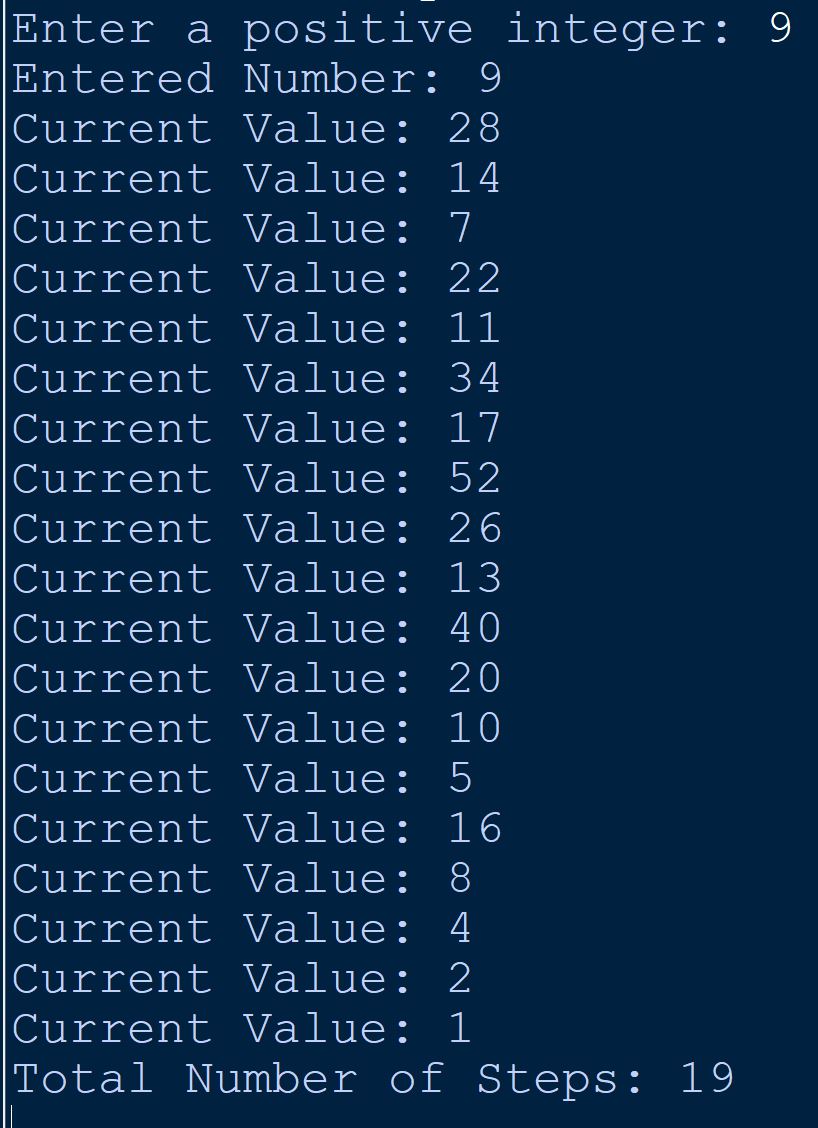 Enter a positive integer: 9
Entered Number: 9
Current Value: 28
Current Value: 14
Current Value: 7
Current Value: 22
Current Value: 11
Current Value: 34
Current Value: 17
Current Value: 52
Current Value: 26
Current Value: 13
Current Value: 40
Current Value: 20
Current Value: 10
Current Value: 5
Current Value: 16
Current Value: 8
Current Value: 4
Current Value: 2
Current Value: 1
Total Number of Steps: 19